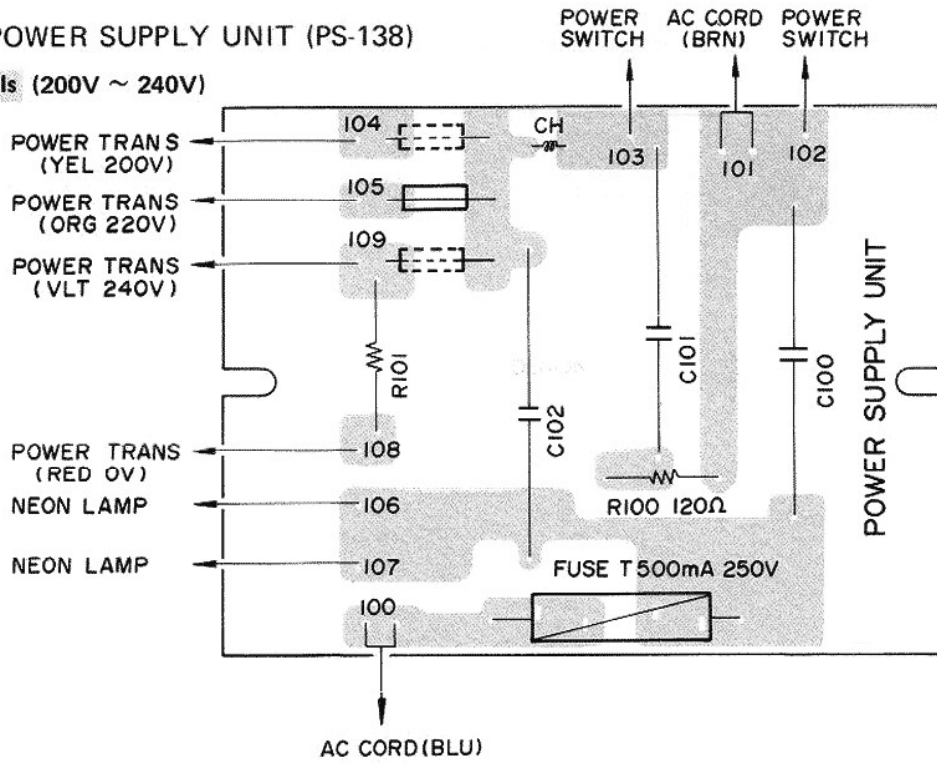 POWER SUPPLY UNIT (PS-138)
ls (200V ~ 240V)
POWER SWITCH
AC CORD (BRN)
POWER SWITCH
POWER TRANS
(YEL 200V)
POWER TRANS
(ORG 220V)
POWER TRANS
(VLT 240V)
104
105
109
CH
103
101
102
R101
C102
C101
C100
POWER SUPPLY UNIT
POWER TRANS
(RED 0V)
108
NEON LAMP
106
R100 120Ω
NEON LAMP
107
FUSE T 500mA 250V
100
AC CORD (BLU)